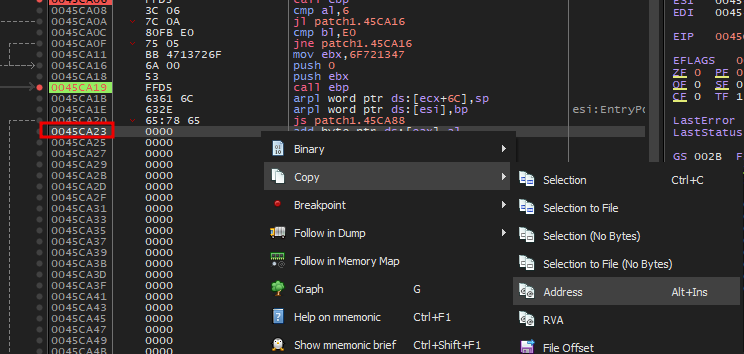 0045CA06 FFD5 call ebp ESI 0045
0045CA08 3C 06 cmp al,6 EDI 0045
0045CA0A 7C 0A jl patch1.45CA16
0045CA0C 80FB E0 cmp bl,E0 EIP 0045
0045CA0F 75 05 jne patch1.45CA16
0045CA11 BB 4713726F mov ebx,6F721347 EFLAGS
0045CA16 6A 00 push 0 ZF 0 PF
0045CA18 53 push ebx OF 0 SF
0045CA19 FFD5 call ebp CF 0 TF
0045CA1B 6361 6C arpl word ptr ds:[ecx+6C],sp
0045CA1E 632E arpl word ptr ds:[esi],bp esi:EntryPo LastError
0045CA20 65:78 65 js patch1.45CA88 LastStatus
0045CA23 0000 add byte ptr ds:[eax],al
0045CA25 0000 GS 002B F
0045CA27 0000 Binary
0045CA29 0000
0045CA2B 0000 Copy Selection Ctrl+C
0045CA2D 0000
0045CA2F 0000 Breakpoint Selection to File
0045CA31 0000
0045CA33 0000 Follow in Dump Selection (No Bytes)
0045CA35 0000
0045CA37 0000 Follow in Memory Map Selection to File (No Bytes)
0045CA39 0000
0045CA3B 0000
0045CA3D 0000 Graph G Address Alt+Ins
0045CA3F 0000
0045CA41 0000 Help on mnemonic Ctrl+F1 RVA
0045CA43 0000
0045CA45 0000
0045CA47 0000 Show mnemonic brief Ctrl+Shift+F1 File Offset
0045CA49 0000
0045CA4B 0000